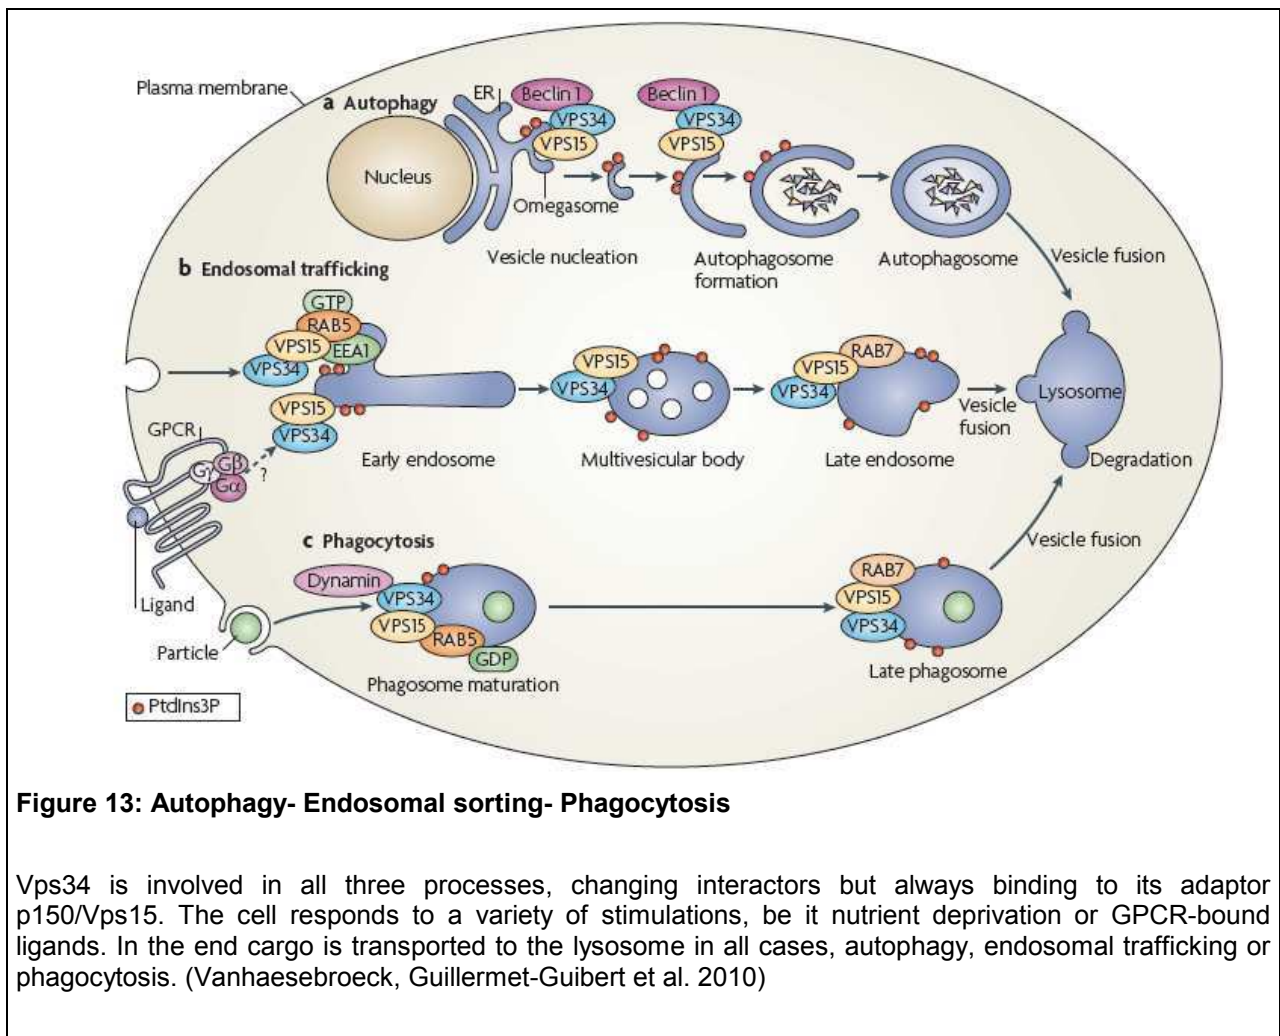 Plasma membrane
a Autophagy
ER
Beclin 1
VPS34
VPS15
Beclin 1
VPS34
VPS15
Nucleus
Omegasome
Vesicle nucleation
Autophagosome
formation
Autophagosome
Vesicle fusion
b Endosomal trafficking
GTP
RAB5
VPS15
EEA1
VPS34
VPS15
VPS34
VPS15
VPS34
RAB7
VPS15
VPS34
Lysosome
Vesicle
fusion
GPCR
Gγ
Gβ
Gα
?
Early endosome
Multivesicular body
Late endosome
Degradation
c Phagocytosis
Vesicle fusion
Dynamin
VPS34
VPS15
RAB5
GDP
RAB7
VPS15
VPS34
Ligand
Particle
Phagosome maturation
Late phagosome
PtdIns3P
Figure 13: Autophagy- Endosomal sorting- Phagocytosis
Vps34 is involved in all three processes, changing interactors but always binding to its adaptor
p150/Vps15. The cell responds to a variety of stimulations, be it nutrient deprivation or GPCR-bound
ligands. In the end cargo is transported to the lysosome in all cases, autophagy, endosomal trafficking or
phagocytosis. (Vanhaesebroeck, Guillermet-Guibert et al. 2010)